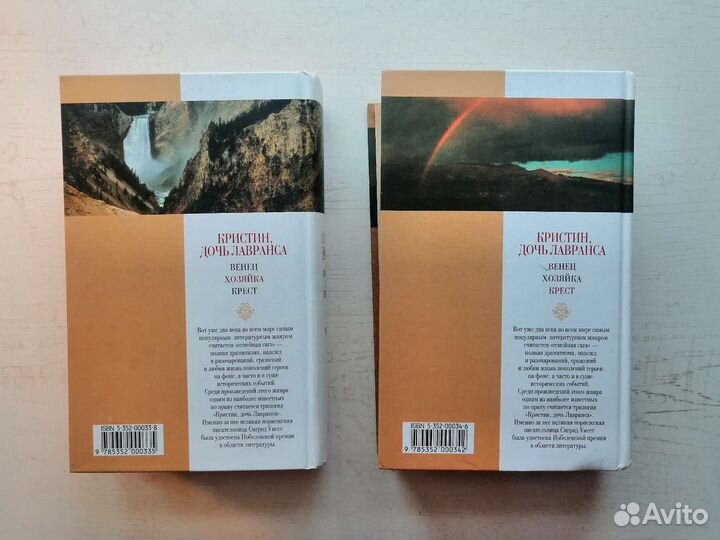 КРИСТИН,
ДОЧЬ ЛАВРАНСА
ВЕНЕЦ
ХОЗЯЙКА
КРЕСТ
Вот уже два века во всем мире самым
популярным литературным жанром
считается «семейная сага» —
полная драматизма, надежд
и разочарований, сражений
и любви жизнь поколений героев
на фоне, а часто и в гуще
исторических событий.
Среди произведений этого жанра
одним из наиболее известных
по праву считается трилогия
«Кристин, дочь Лавранса».
Именно за нее великая норвежская
писательница Сигрид Унсет
была удостоена Нобелевской премии
в области литературы.
ISBN 5-352-00033-8
9 785352 000335
КРИСТИН,
ДОЧЬ ЛАВРАНСА
ВЕНЕЦ
ХОЗЯЙКА
КРЕСТ
Вот уже два века во всем мире самым
популярным литературным жанром
считается «семейная сага» —
полная драматизма, надежд
и разочарований, сражений
и любви жизнь поколений героев
на фоне, а часто и в гуще
исторических событий.
Среди произведений этого жанра
одним из наиболее известных
по праву считается трилогия
«Кристин, дочь Лавранса».
Именно за нее великая норвежская
писательница Сигрид Унсет
была удостоена Нобелевской премии
в области литературы.
ISBN 5-352-00034-6
9 785352 000342
Avito